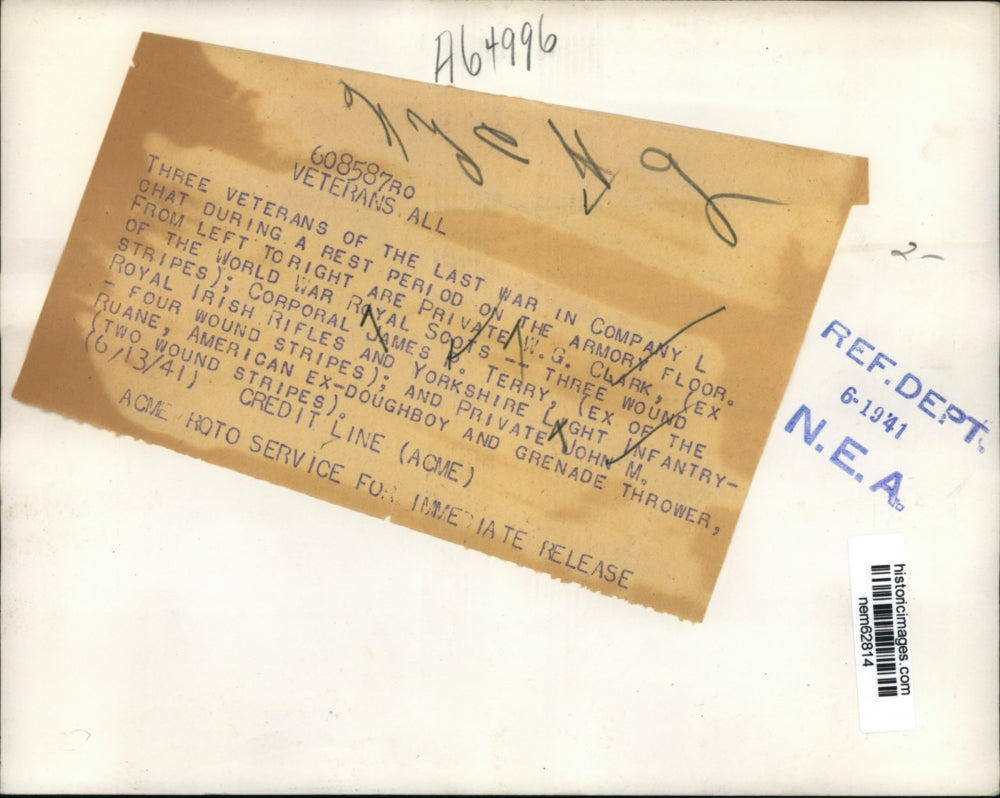 A64996
608587RO
VETERANS ALL
THREE VETERANS OF THE LAST WAR IN COMPANY L
CHAT DURING A REST PERIOD ON THE ARMORY FLOOR.
FROM LEFT TO RIGHT ARE PRIVATE W.G. CLARK, (EX
OF THE WORLD WAR ROYAL SCOTS -- THREE WOUND
STRIPES); CORPORAL JAMES R. TERRY, (EX OF THE
ROYAL IRISH RIFLES AND YORKSHIRE LIGHT INFANTRY-
- FOUR WOUND STRIPES); AND PRIVATE JOHN M.
RUANE, AMERICAN EX-DOUGHBOY AND GRENADE THROWER,
(TWO WOUND STRIPES).
CREDIT LINE (ACME)
(6/13/41)
ACME ROTO SERVICE FOR IMMEDIATE RELEASE
2-
REF. DEPT.
6-1941
N.E.A.
historicimages.com
nem62814